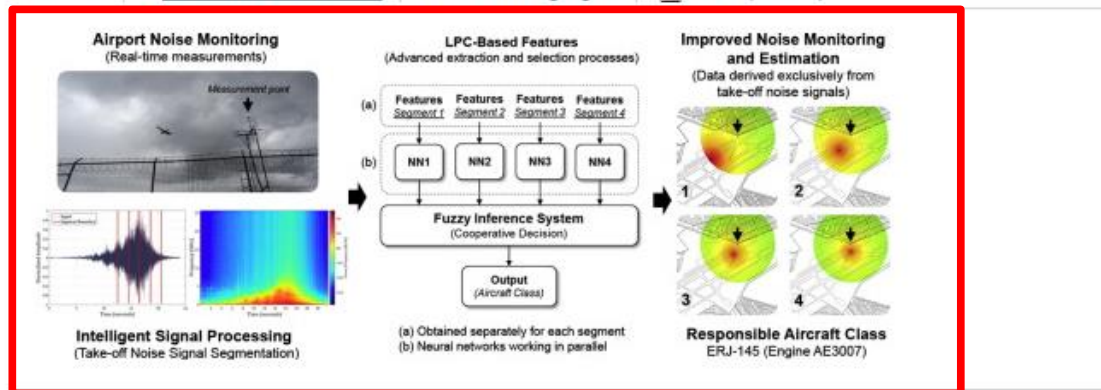 Airport Noise Monitoring
(Real-time measurements)
Measurement point
Intelligent Signal Processing
(Take-off Noise Signal Segmentation)
LPC-Based Features
(Advanced extraction and selection processes)
(a)
Features Features Features Features
Segment 1 Segment 2 Segment 3 Segment 4
(b)
NN1 NN2 NN3 NN4
Fuzzy Inference System
(Cooperative Decision)
Output
(Aircraft Class)
(a) Obtained separately for each segment
(b) Neural networks working in parallel
Improved Noise Monitoring
and Estimation
(Data derived exclusively from
take-off noise signals)
1 2
3 4
Responsible Aircraft Class
ERJ-145 (Engine AE3007)